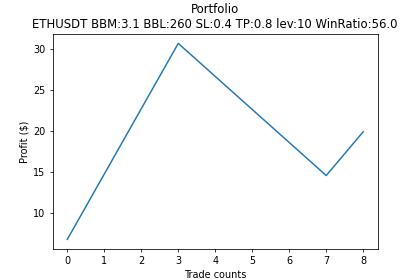 Portfolio
ETHUSDT BBM:3.1 BBL:260 SL:0.4 TP:0.8 lev:10 WinRatio:56.0
30
25
20
15
10
Profit ($)
0 1 2 3 4 5 6 7 8
Trade counts